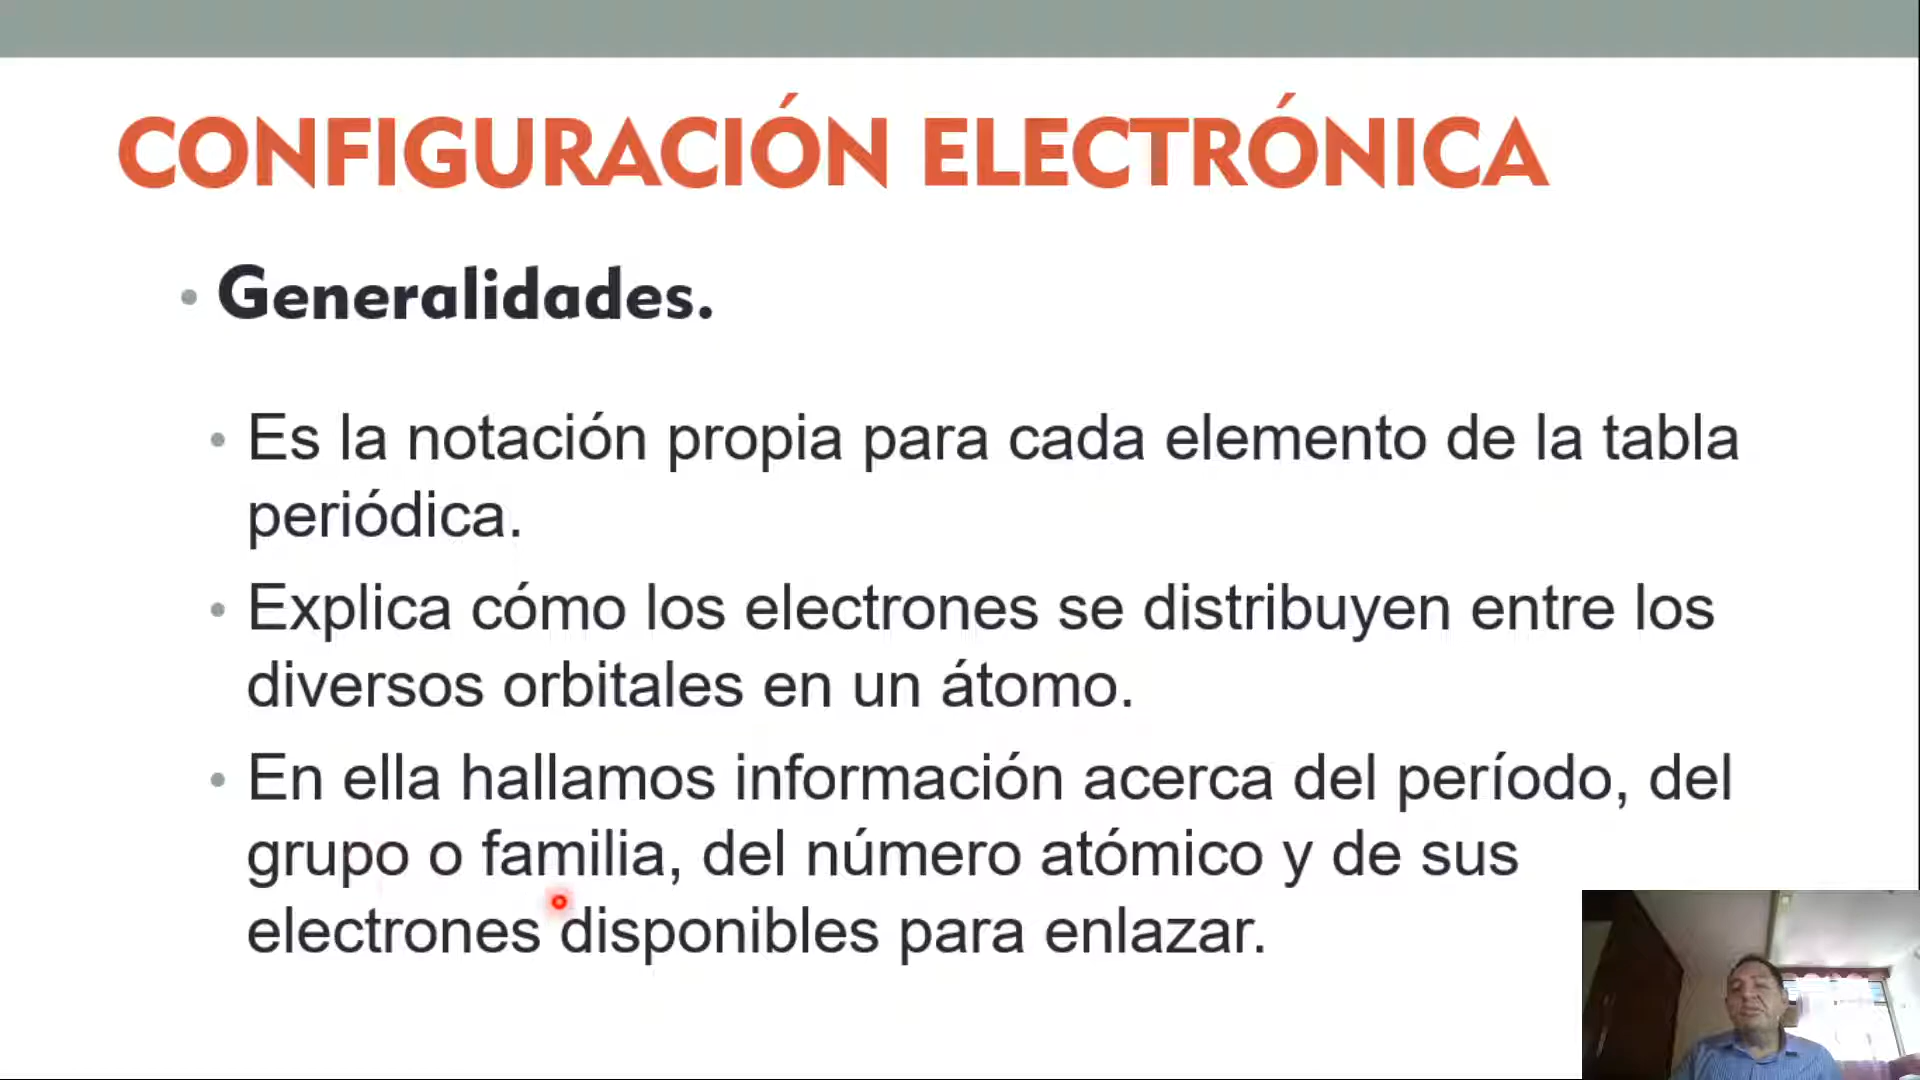 CONFIGURACIÓN ELECTRÓNICA
• Generalidades.
• Es la notación propia para cada elemento de la tabla
periódica.
• Explica cómo los electrones se distribuyen entre los
diversos orbitales en un átomo.
• En ella hallamos información acerca del período, del
grupo o familia, del número atómico y de sus
electrones disponibles para enlazar.